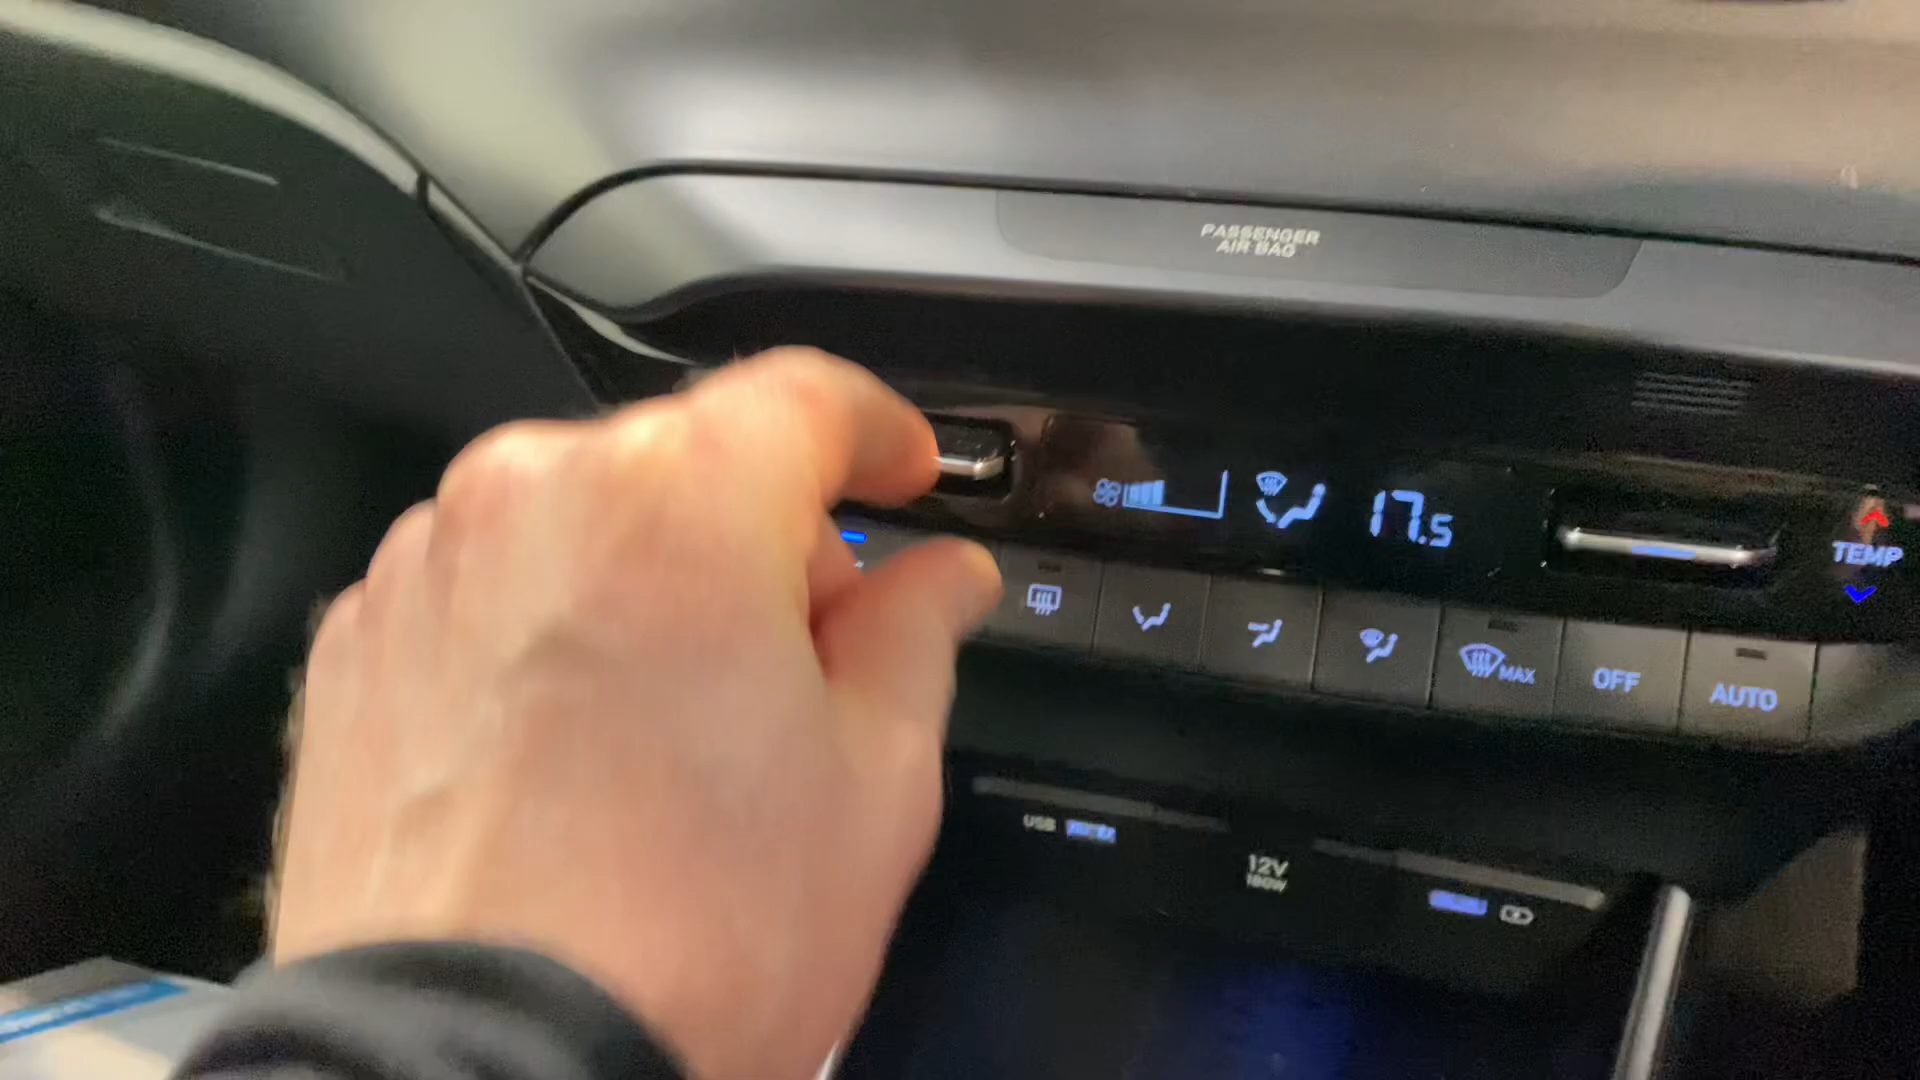 PASSENGER
AIR BAG
17.5
TEMP
MAX
OFF
AUTO
USB
12V
180W